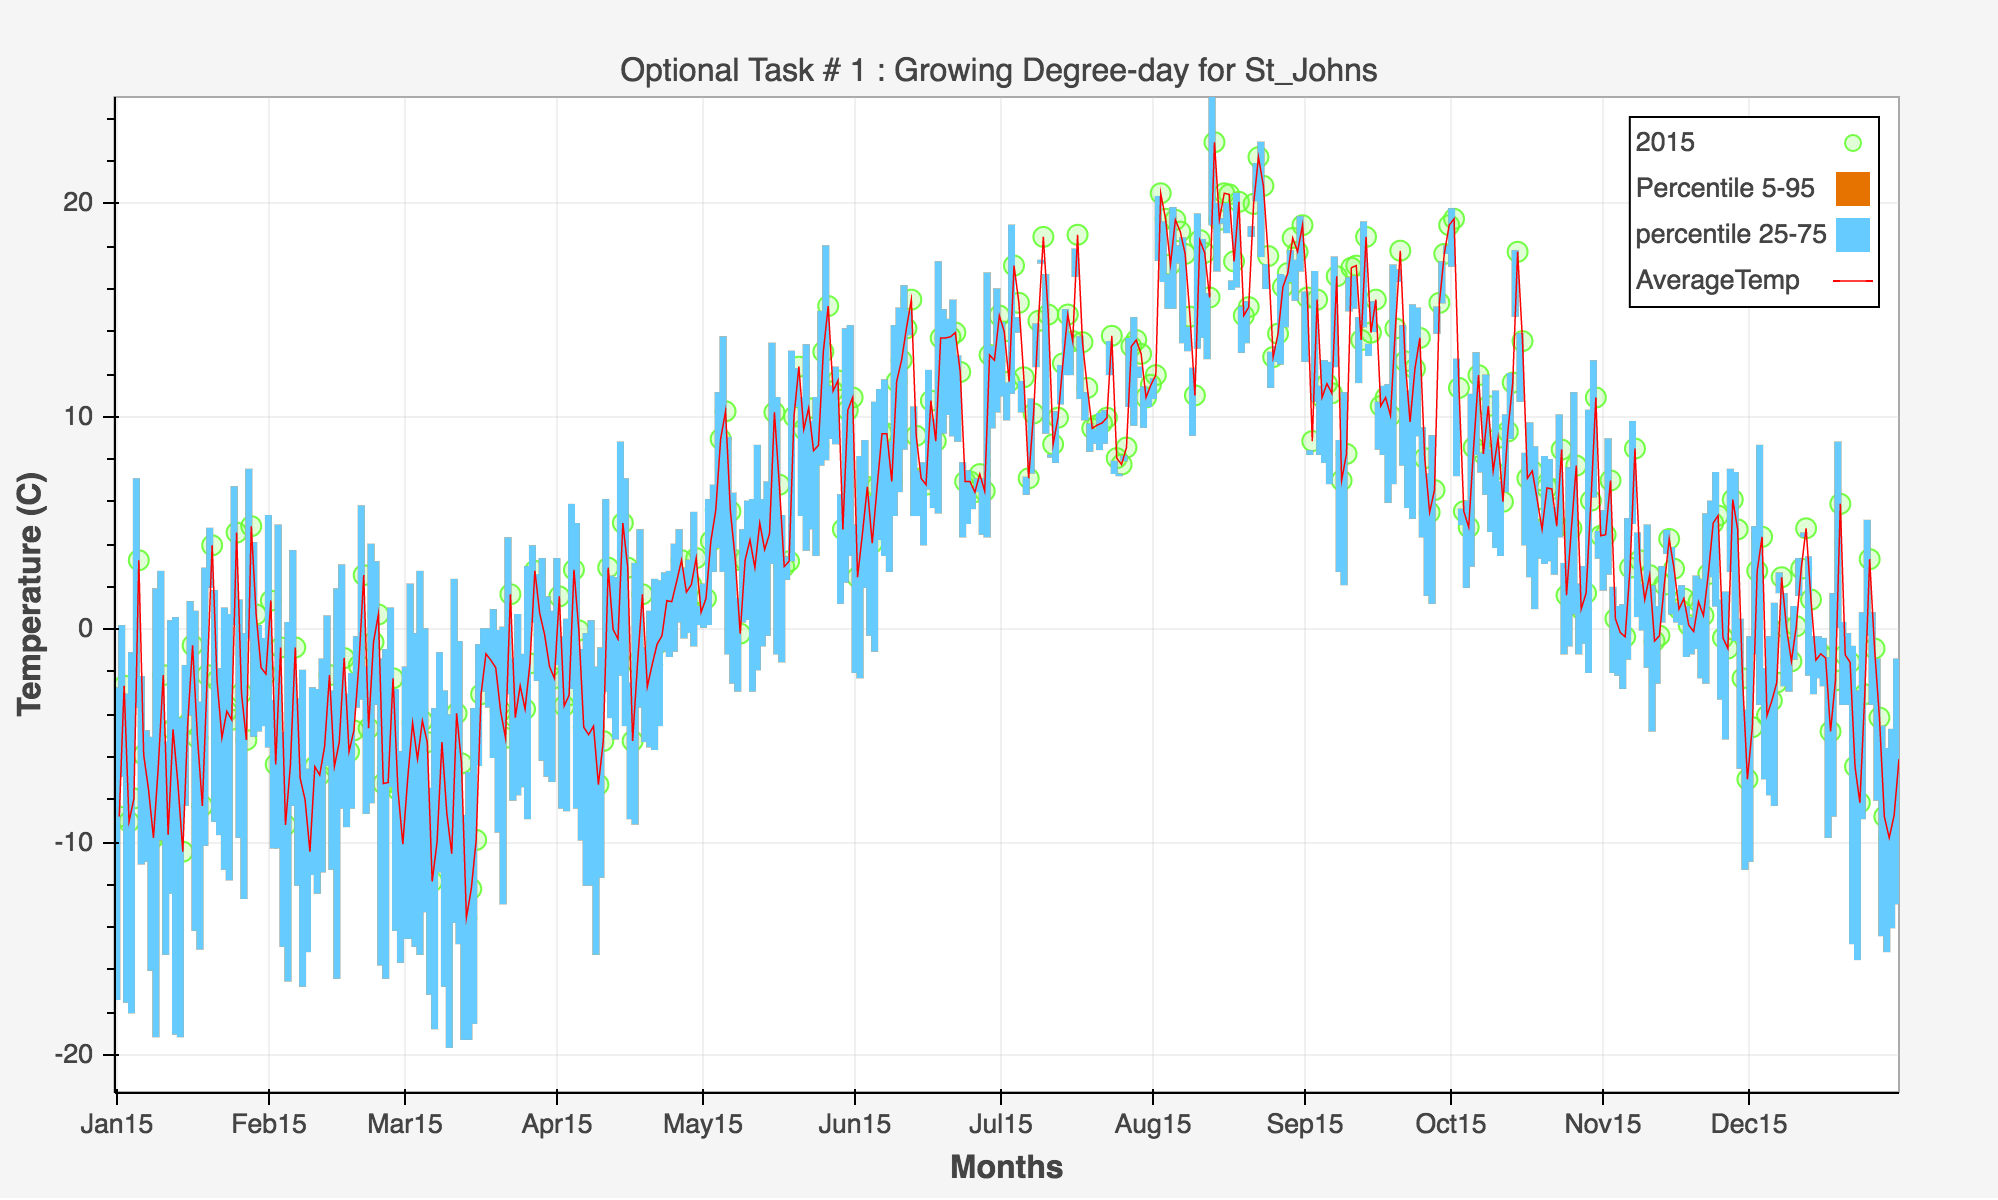 Optional Task # 1 : Growing Degree-day for St_Johns
2015
Percentile 5-95
percentile 25-75
AverageTemp
20
10
0
-10
-20
Temperature (C)
Jan15 Feb15 Mar15 Apr15 May15 Jun15 Jul15 Aug15 Sep15 Oct15 Nov15 Dec15
Months